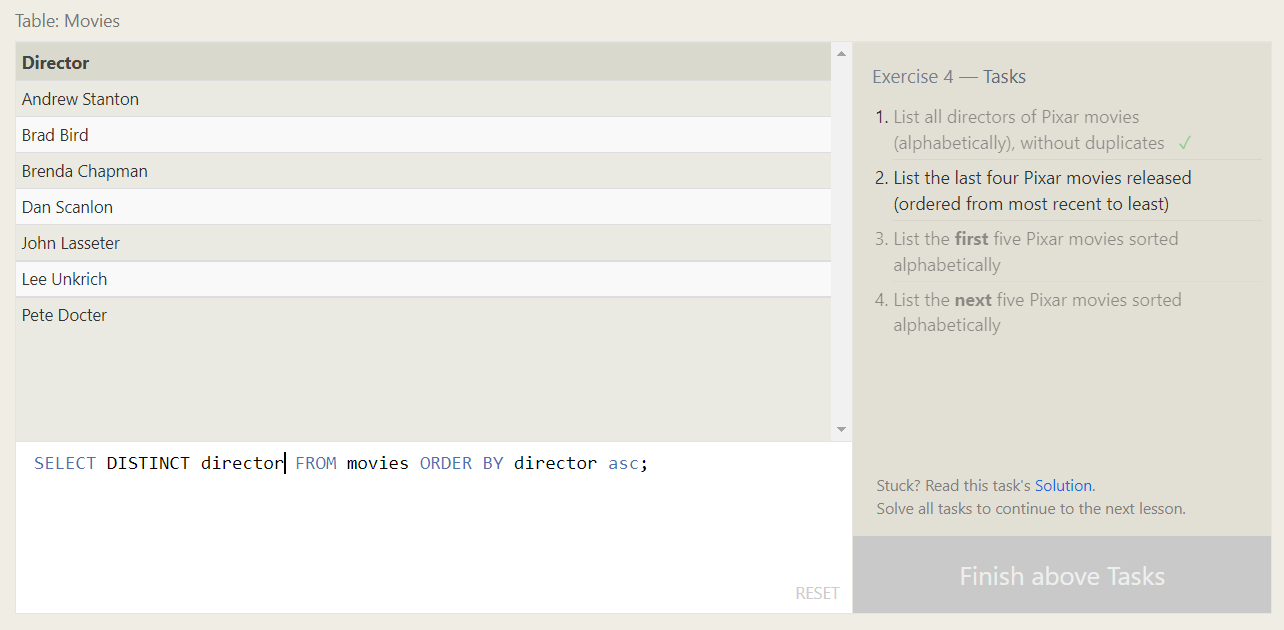 Table: Movies
Director
Andrew Stanton
Brad Bird
Brenda Chapman
Dan Scanlon
John Lasseter
Lee Unkrich
Pete Docter
SELECT DISTINCT director FROM movies ORDER BY director asc;
RESET
Exercise 4 — Tasks
1. List all directors of Pixar movies
(alphabetically), without duplicates ✓
2. List the last four Pixar movies released
(ordered from most recent to least)
3. List the first five Pixar movies sorted
alphabetically
4. List the next five Pixar movies sorted
alphabetically
Stuck? Read this task's Solution.
Solve all tasks to continue to the next lesson.
Finish above Tasks